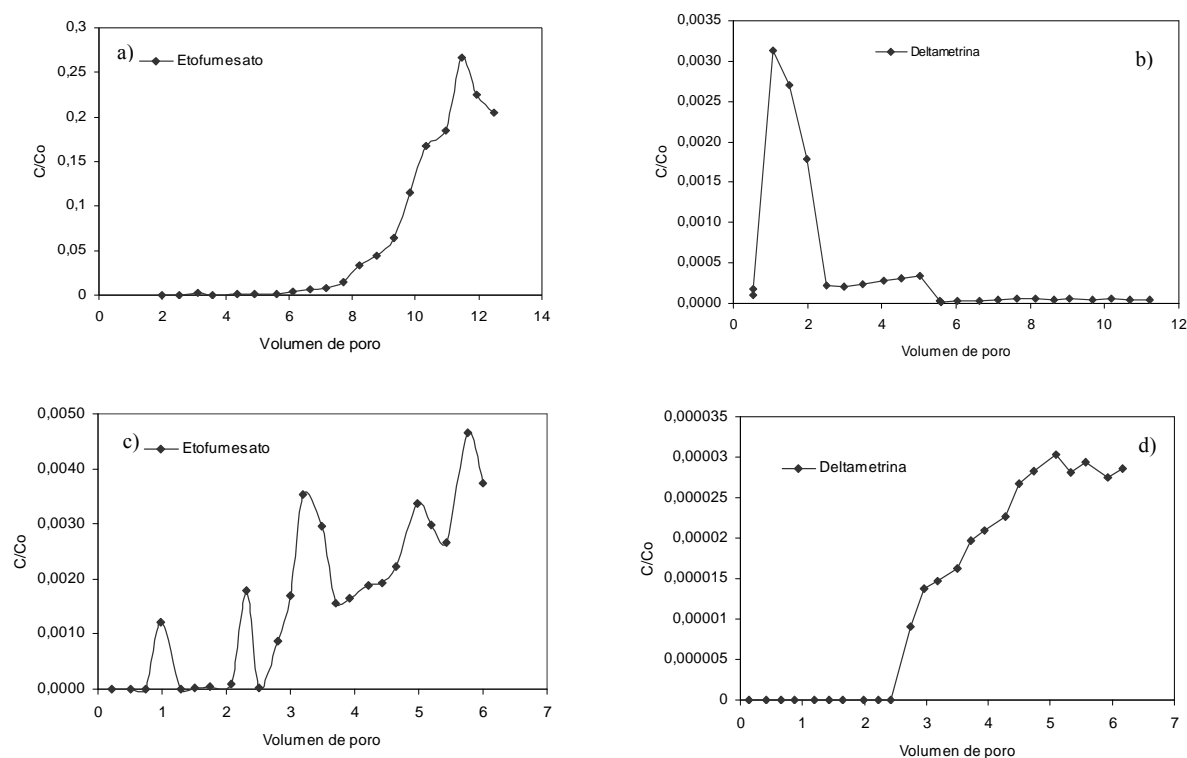 a)
Etofumesato
0,3
0,25
0,2
0,15
0,1
0,05
0
C/Co
0 2 4 6 8 10 12 14
Volumen de poro
b)
Deltametrina
0,0035
0,0030
0,0025
0,0020
0,0015
0,0010
0,0005
0,0000
C/Co
0 2 4 6 8 10 12
Volumen de poro
c)
Etofumesato
0,0050
0,0040
0,0030
0,0020
0,0010
0,0000
C/Co
0 1 2 3 4 5 6 7
Volumen de poro
d)
Deltametrina
0,000035
0,00003
0,000025
0,00002
0,000015
0,00001
0,000005
0
C/Co
0 1 2 3 4 5 6 7
Volumen de poro